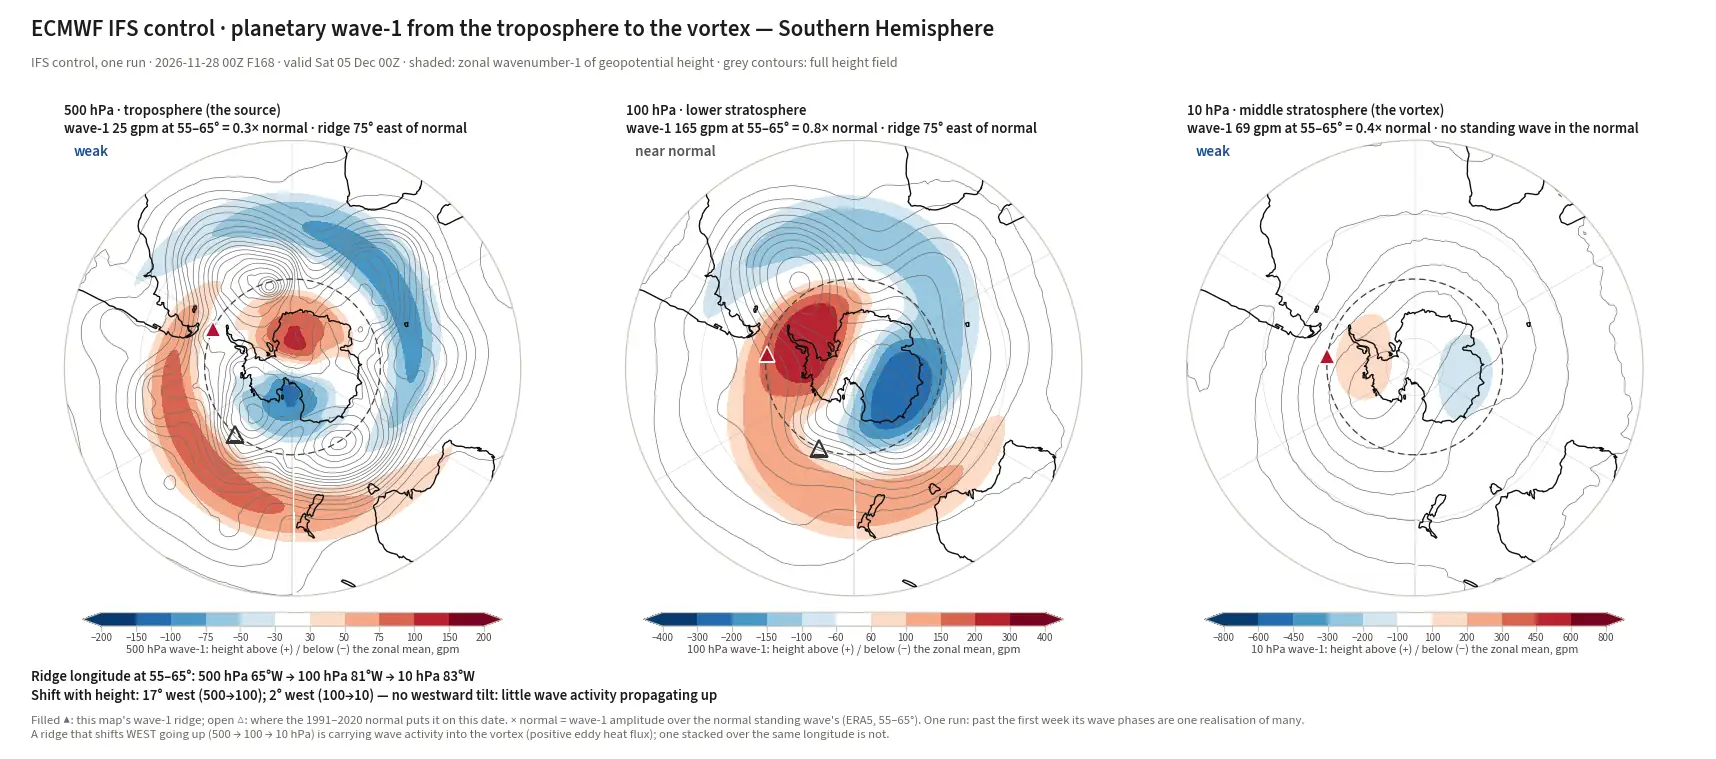 ECMWF IFS control · planetary wave-1 from the troposphere to the vortex — Southern Hemisphere
IFS control, one run · 2026-11-28 00Z F168 · valid Sat 05 Dec 00Z · shaded: zonal wavenumber-1 of geopotential height · grey contours: full height field
500 hPa · troposphere (the source)
wave-1 25 gpm at 55–65° = 0.3× normal · ridge 75° east of normal
weak
100 hPa · lower stratosphere
wave-1 165 gpm at 55–65° = 0.8× normal · ridge 75° east of normal
near normal
10 hPa · middle stratosphere (the vortex)
wave-1 69 gpm at 55–65° = 0.4× normal · no standing wave in the normal
weak
−200 −150 −100 −75 −50 −30 30 50 75 100 150 200
500 hPa wave-1: height above (+) / below (−) the zonal mean, gpm
−400 −300 −200 −150 −100 −60 60 100 150 200 300 400
100 hPa wave-1: height above (+) / below (−) the zonal mean, gpm
−800 −600 −450 −300 −200 −100 100 200 300 450 600 800
10 hPa wave-1: height above (+) / below (−) the zonal mean, gpm
Ridge longitude at 55–65°: 500 hPa 65°W → 100 hPa 81°W → 10 hPa 83°W
Shift with height: 17° west (500→100); 2° west (100→10) — no westward tilt: little wave activity propagating up
Filled ▲: this map's wave-1 ridge; open △: where the 1991–2020 normal puts it on this date. × normal = wave-1 amplitude over the normal standing wave's (ERA5, 55–65°). One run: past the first week its wave phases are one realisation of many.
A ridge that shifts WEST going up (500 → 100 → 10 hPa) is carrying wave activity into the vortex (positive eddy heat flux); one stacked over the same longitude is not.